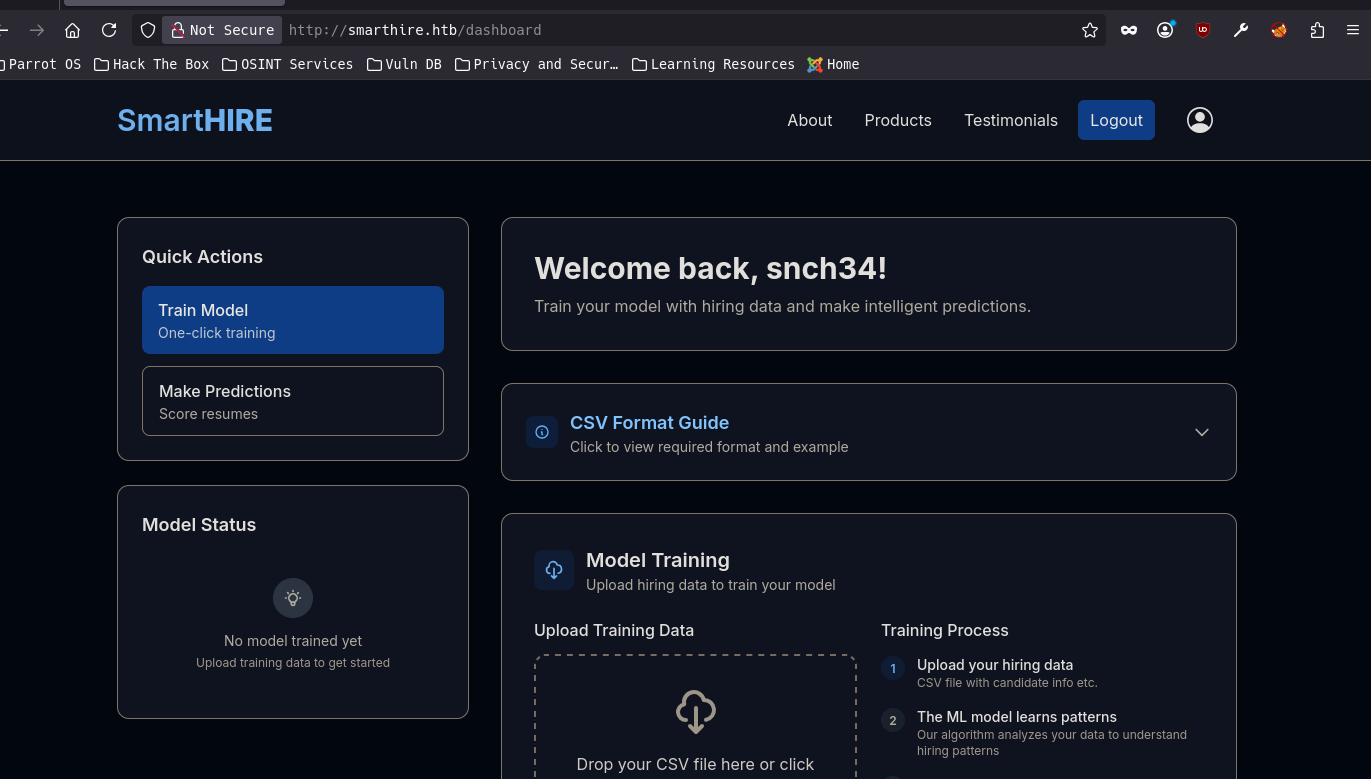 Not Secure http://smarthire.htb/dashboard
Parrot OS Hack The Box OSINT Services Vuln DB Privacy and Secur… Learning Resources Home
SmartHIRE
About Products Testimonials Logout
Quick Actions
Train Model
One-click training
Make Predictions
Score resumes
Model Status
No model trained yet
Upload training data to get started
Welcome back, snch34!
Train your model with hiring data and make intelligent predictions.
CSV Format Guide
Click to view required format and example
Model Training
Upload hiring data to train your model
Upload Training Data
Drop your CSV file here or click
Training Process
1 Upload your hiring data
CSV file with candidate info etc.
2 The ML model learns patterns
Our algorithm analyzes your data to understand
hiring patterns